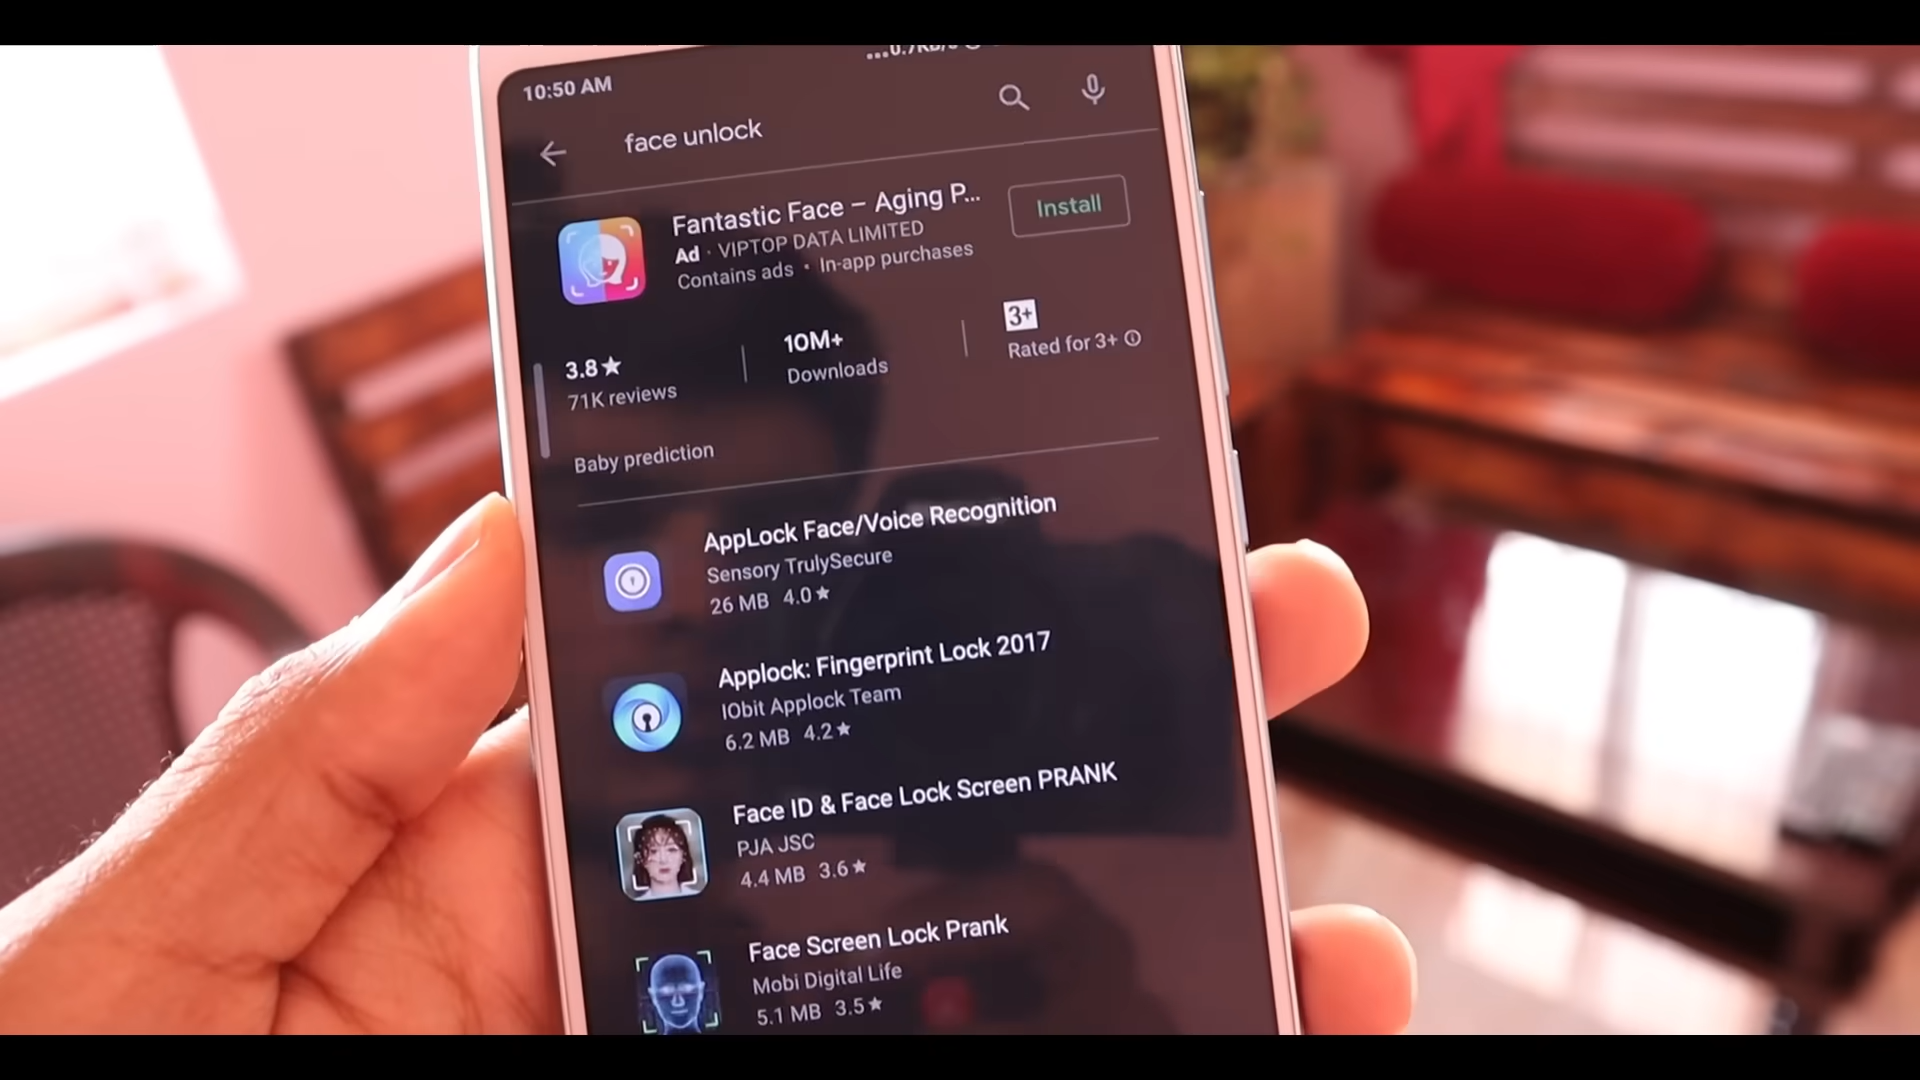 10:50 AM
face unlock
Fantastic Face – Aging P...
Install
Ad · VIPTOP DATA LIMITED
Contains ads • In-app purchases
3.8★
71K reviews
10M+
Downloads
3+
Rated for 3+
Baby prediction
AppLock Face/Voice Recognition
Sensory TrulySecure
26 MB 4.0★
Applock: Fingerprint Lock 2017
IObit Applock Team
6.2 MB 4.2★
Face ID & Face Lock Screen PRANK
PJA JSC
4.4 MB 3.6★
Face Screen Lock Prank
Mobi Digital Life
5.1 MB 3.5★